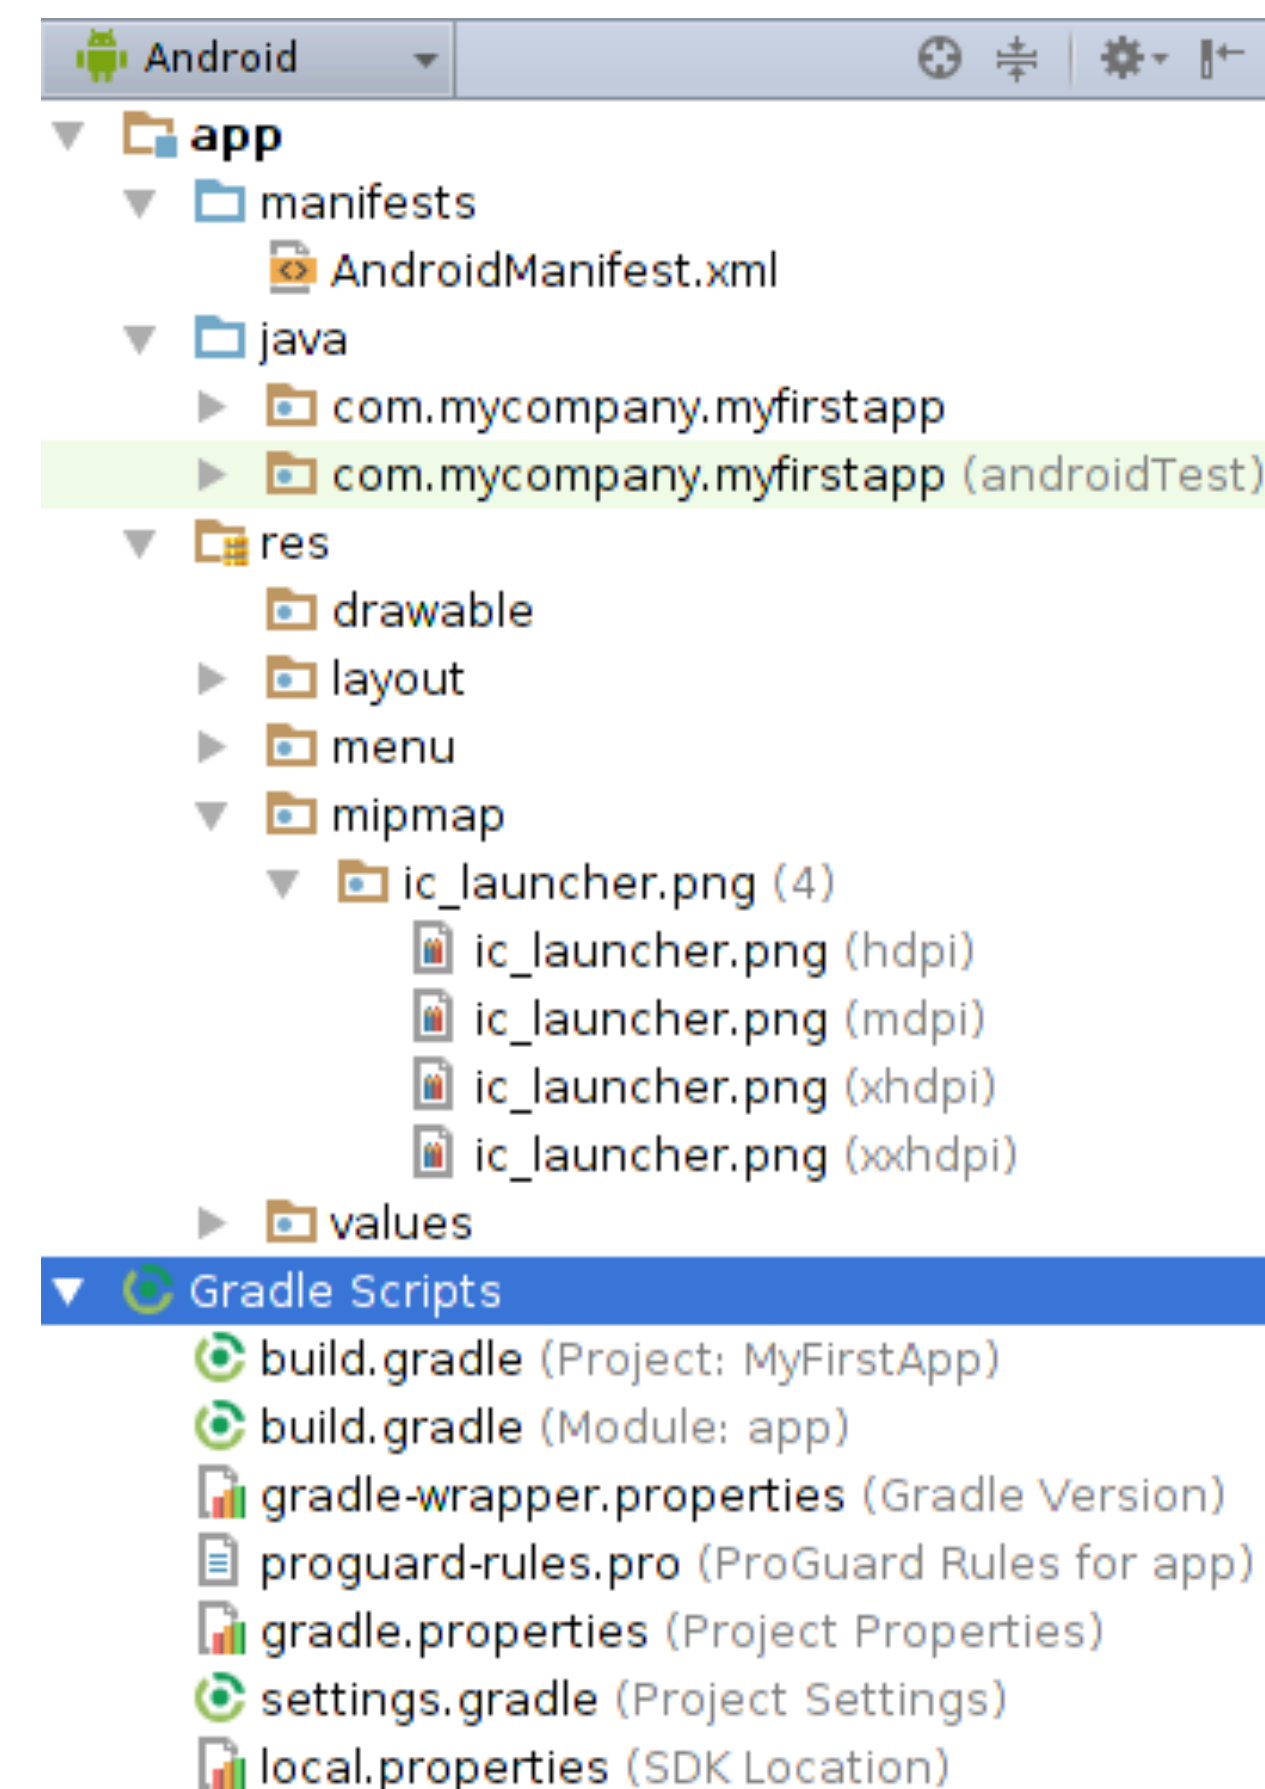 Android
app
manifests
AndroidManifest.xml
java
com.mycompany.myfirstapp
com.mycompany.myfirstapp (androidTest)
res
drawable
layout
menu
mipmap
ic_launcher.png (4)
ic_launcher.png (hdpi)
ic_launcher.png (mdpi)
ic_launcher.png (xhdpi)
ic_launcher.png (xxhdpi)
values
Gradle Scripts
build.gradle (Project: MyFirstApp)
build.gradle (Module: app)
gradle-wrapper.properties (Gradle Version)
proguard-rules.pro (ProGuard Rules for app)
gradle.properties (Project Properties)
settings.gradle (Project Settings)
local.properties (SDK Location)